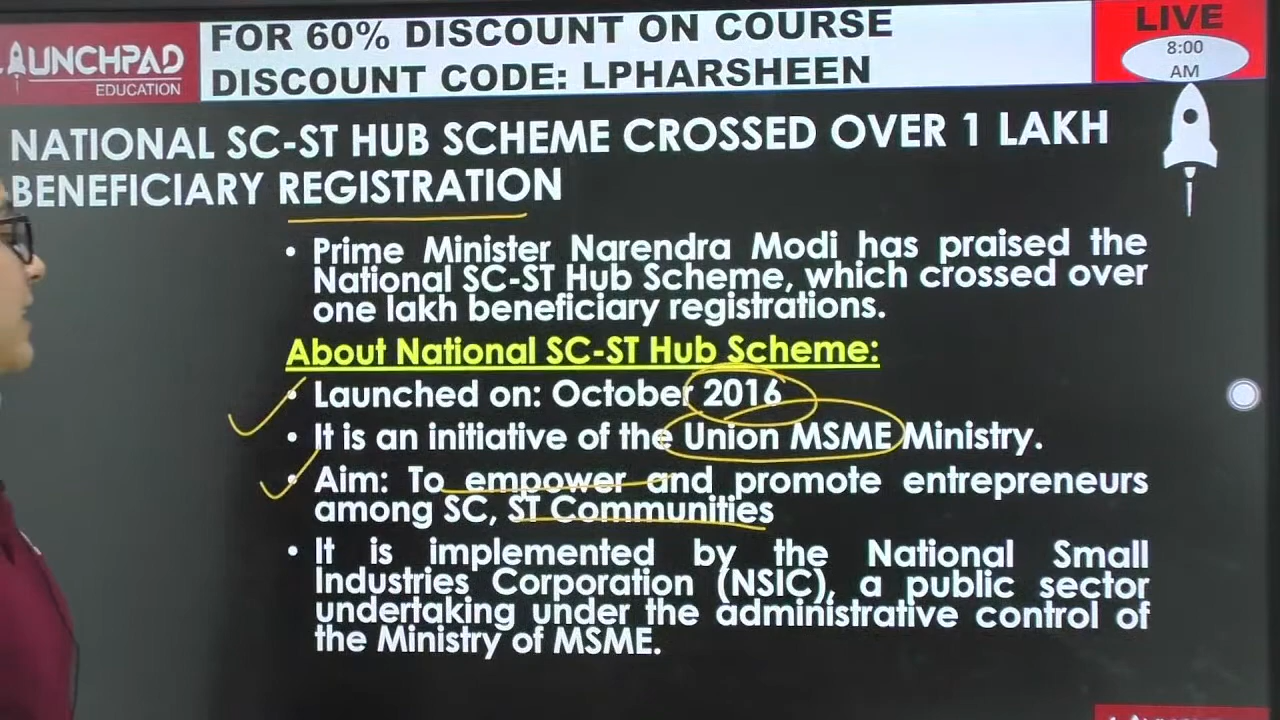 LAUNCHPAD
EDUCATION
FOR 60% DISCOUNT ON COURSE
DISCOUNT CODE: LPHARSHEEN
LIVE
8:00
AM
NATIONAL SC-ST HUB SCHEME CROSSED OVER 1 LAKH
BENEFICIARY REGISTRATION
• Prime Minister Narendra Modi has praised the
National SC-ST Hub Scheme, which crossed over
one lakh beneficiary registrations.
About National SC-ST Hub Scheme:
• Launched on: October 2016
• It is an initiative of the Union MSME Ministry.
• Aim: To empower and promote entrepreneurs
among SC, ST Communities
• It is implemented by the National Small
Industries Corporation (NSIC), a public sector
undertaking under the administrative control of
the Ministry of MSME.